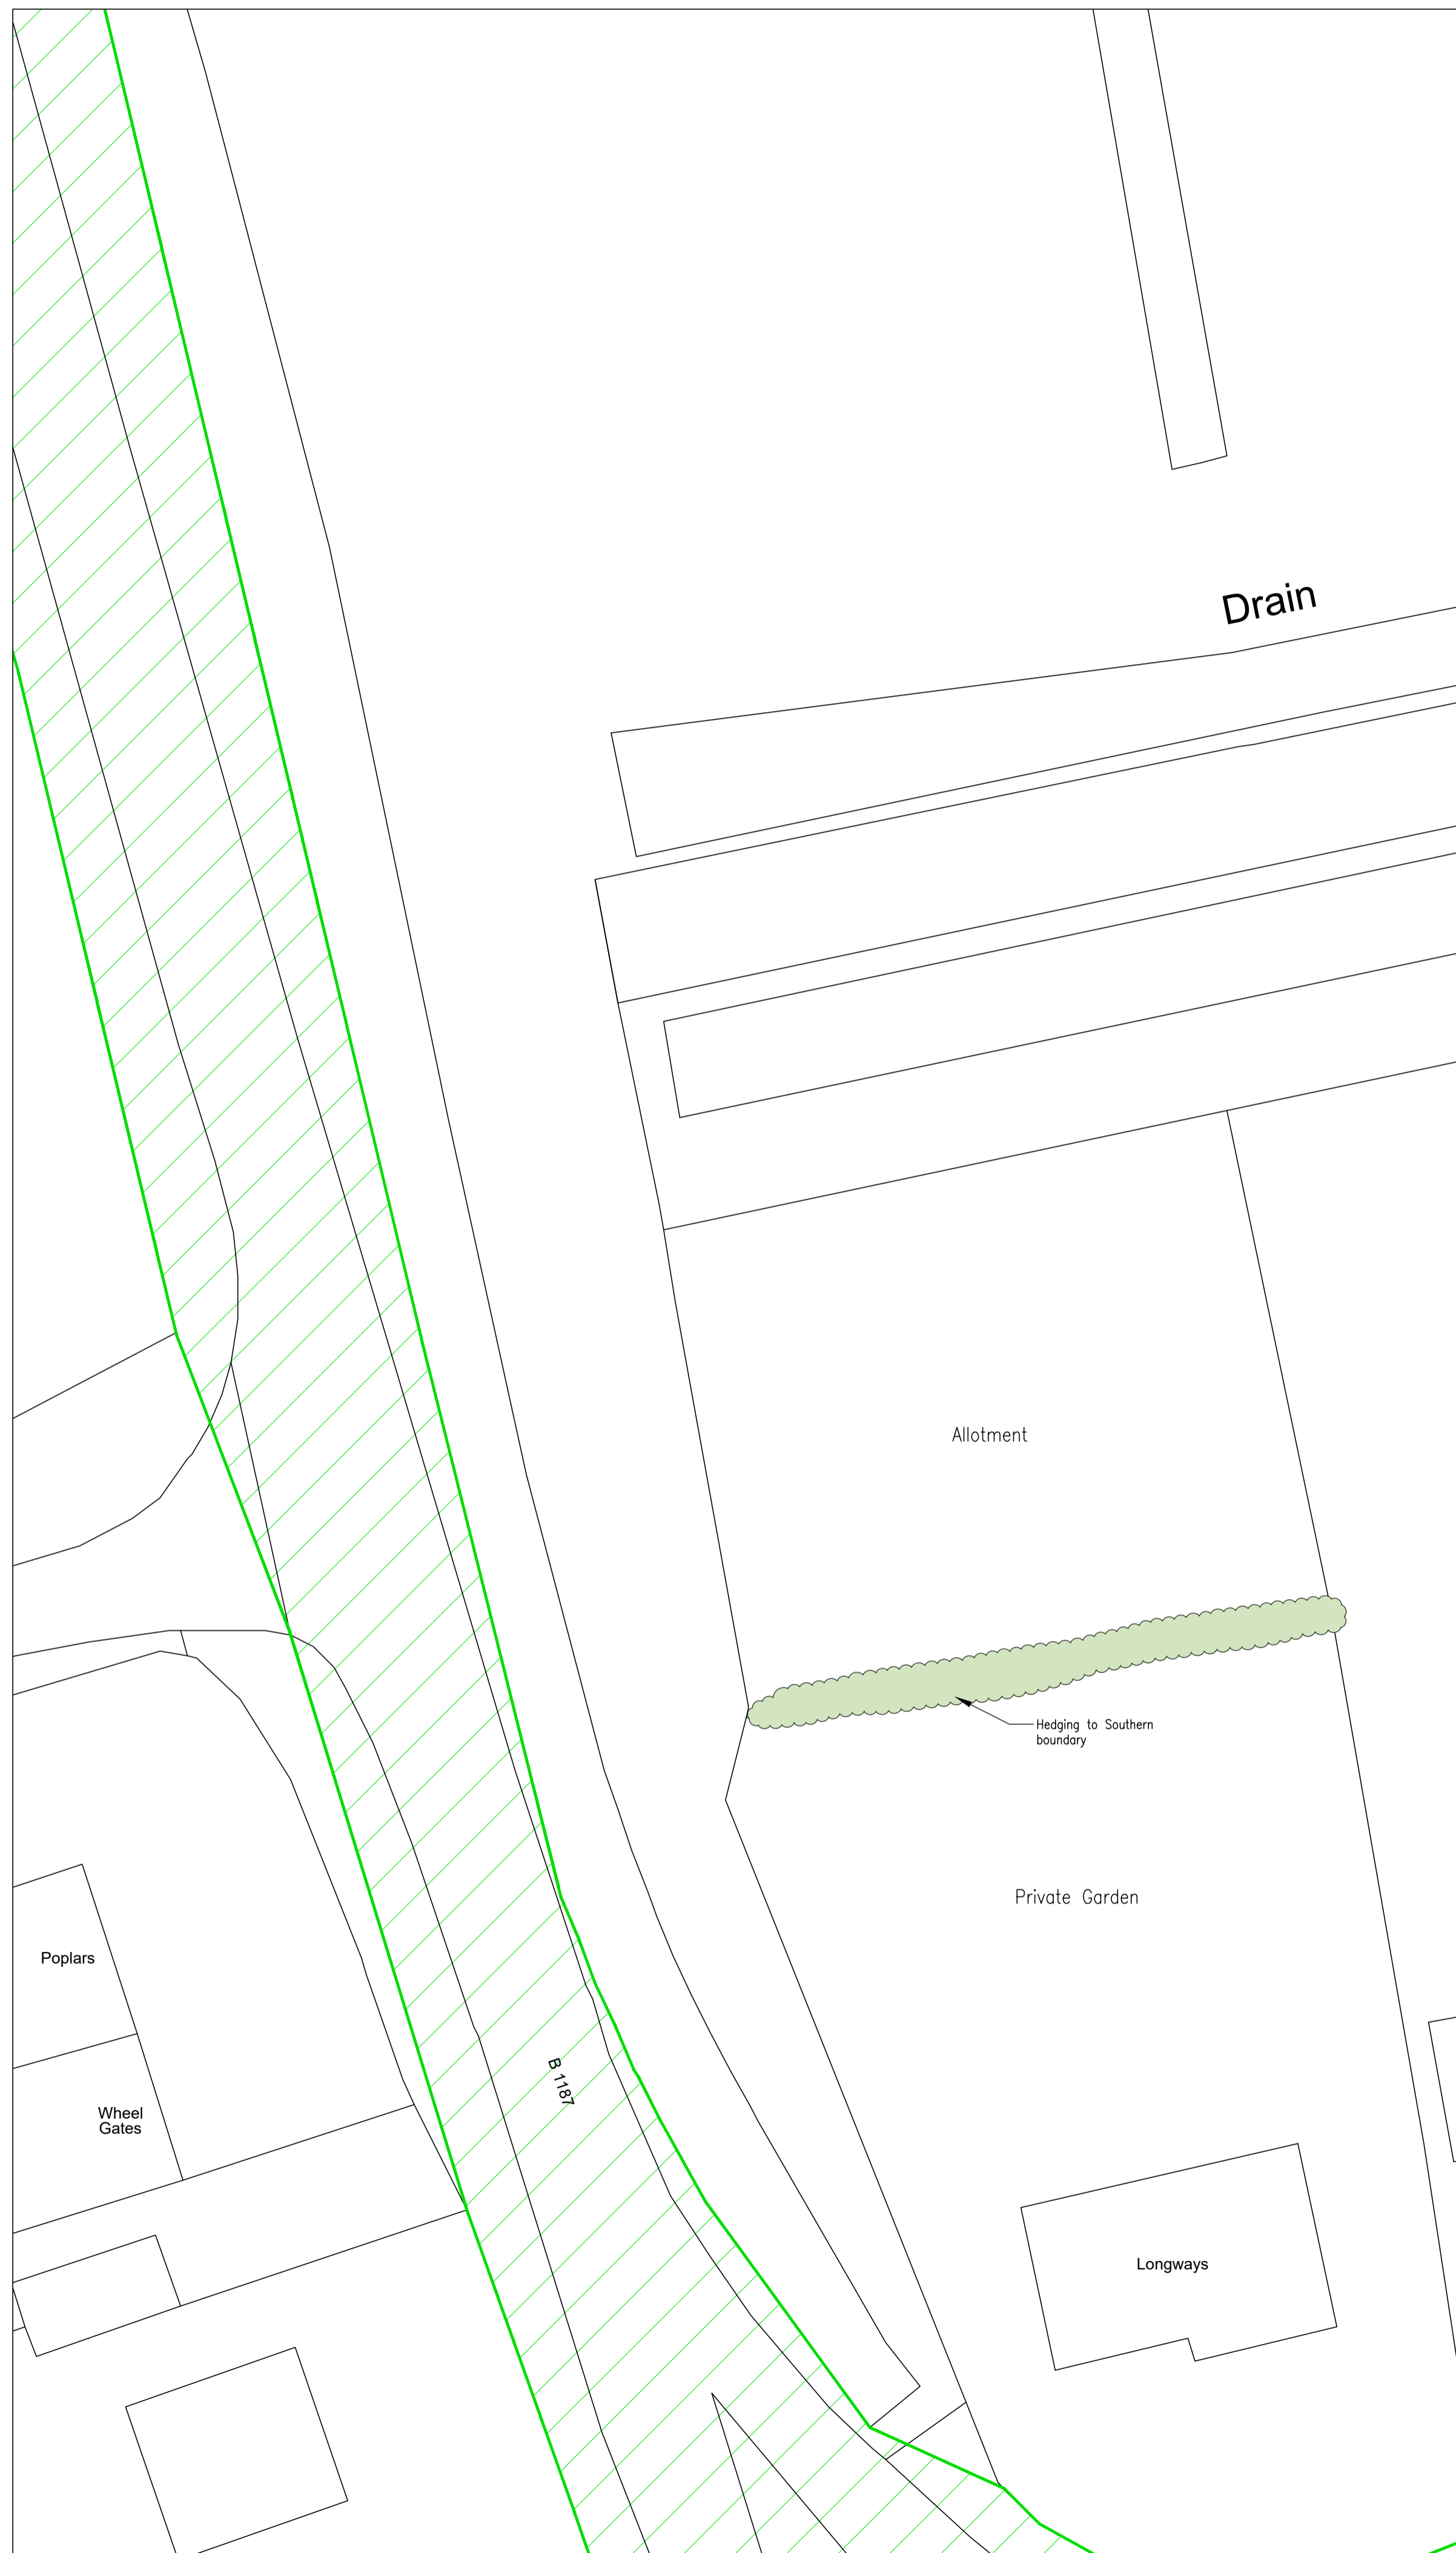 Drain
Allotment
Hedging to Southern
boundary
Private Garden
Poplars
B 1187
Wheel
Gates
Longways